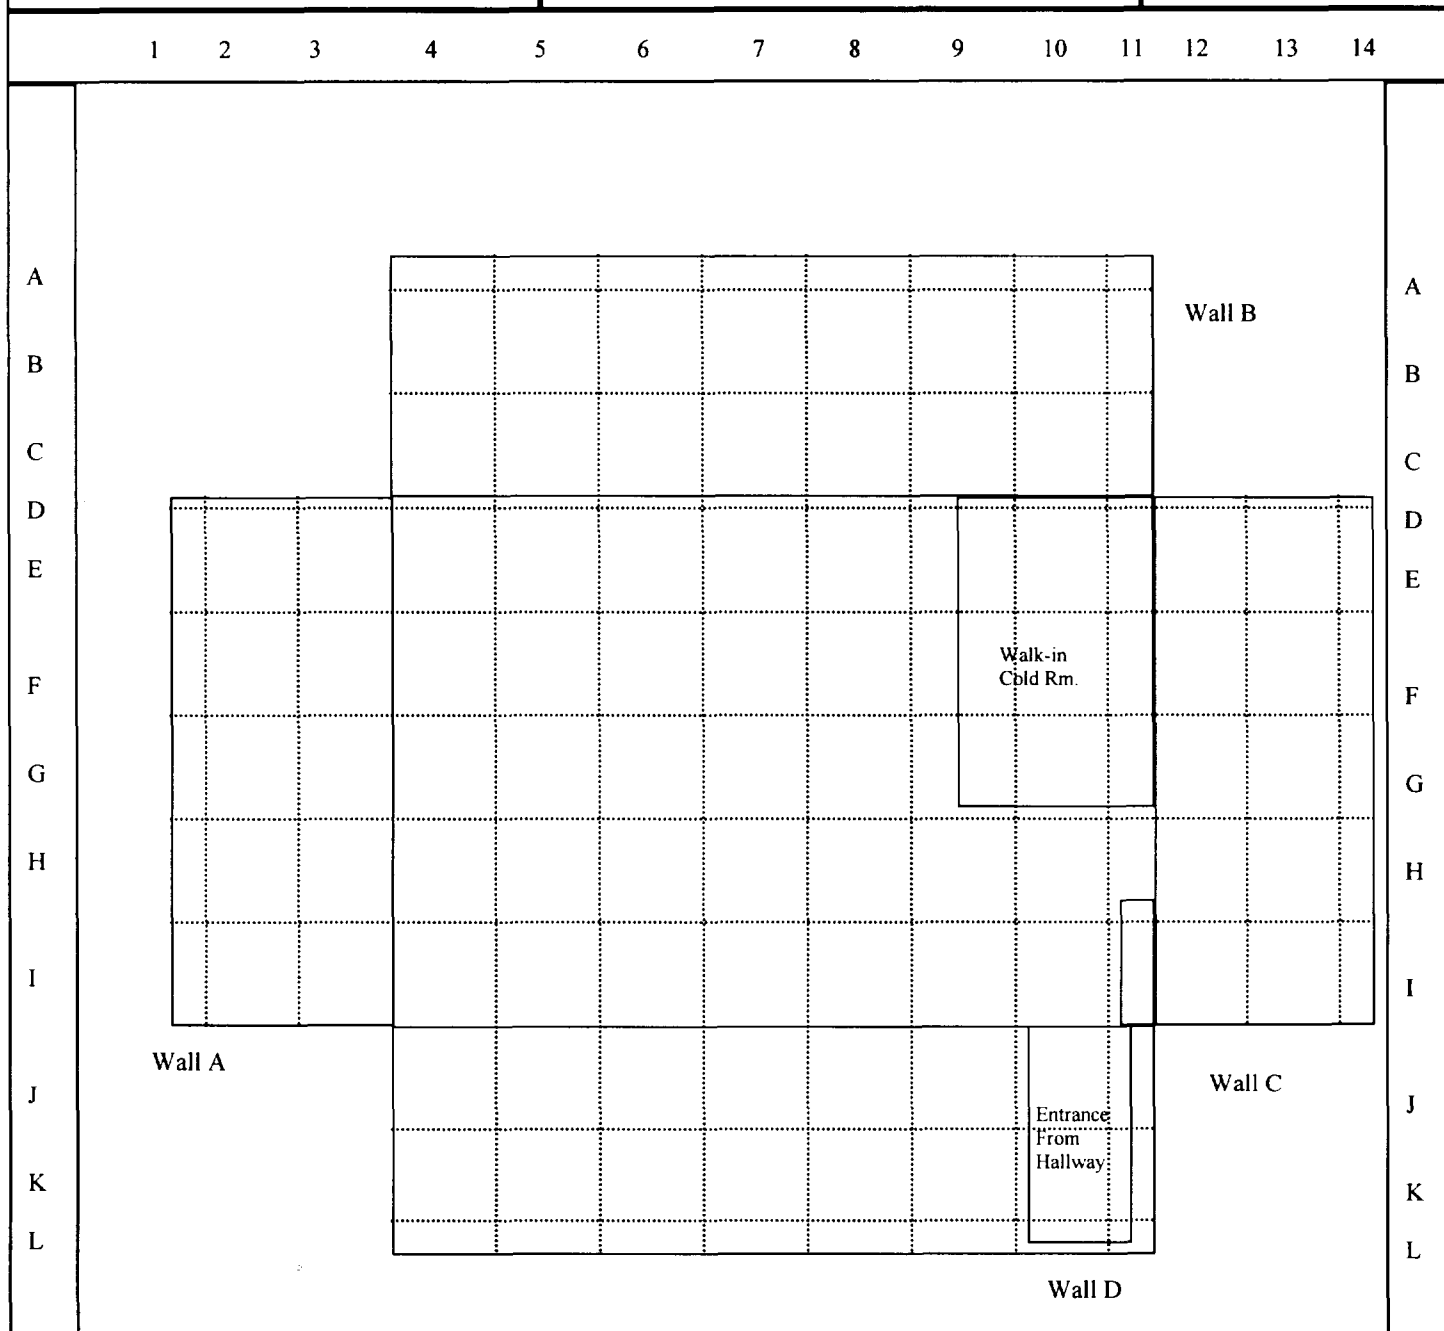 1 2 3 4 5 6 7 8 9 10 11 12 13 14
A A
Wall B
B B
C C
D D
E E
Walk-in
Cold Rm.
F F
G G
H H
I I
Wall A
Wall C
J J
Entrance
From
Hallway
K K
L L
Wall D